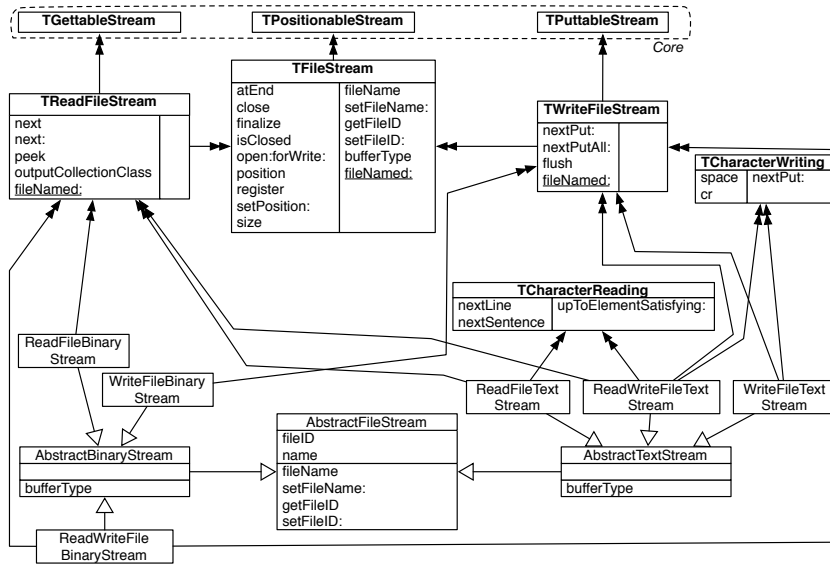 TGettableStream
TPositionableStream
TPuttableStream
Core
TFileStream
atEnd
close
finalize
isClosed
open:forWrite:
position
register
setPosition:
size
fileName
setFileName:
getFileID
setFileID:
bufferType
fileNamed:
TReadFileStream
next
next:
peek
outputCollectionClass
fileNamed:
TWriteFileStream
nextPut:
nextPutAll:
flush
fileNamed:
TCharacterWriting
space
cr
nextPut:
TCharacterReading
nextLine
nextSentence
upToElementSatisfying:
ReadFileBinary
Stream
WriteFileBinary
Stream
ReadFileText
Stream
ReadWriteFileText
Stream
WriteFileText
Stream
AbstractFileStream
fileID
name
fileName
setFileName:
getFileID
setFileID:
AbstractBinaryStream
bufferType
AbstractTextStream
bufferType
ReadWriteFile
BinaryStream